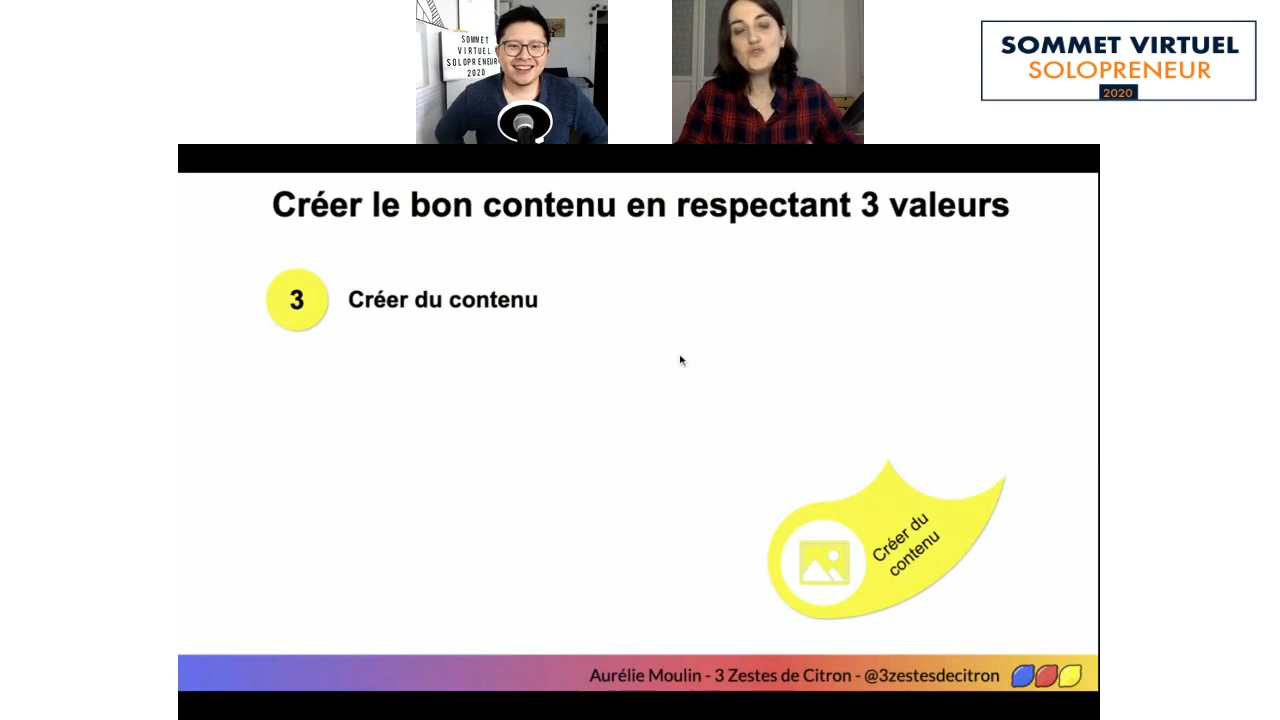 SOMMET
VIRTUEL
SOLOPRENEUR
2020
SOMMET VIRTUEL
SOLOPRENEUR
2020
Créer le bon contenu en respectant 3 valeurs
3
Créer du contenu
Créer du
contenu
Aurélie Moulin - 3 Zestes de Citron - @3zestesdecitron